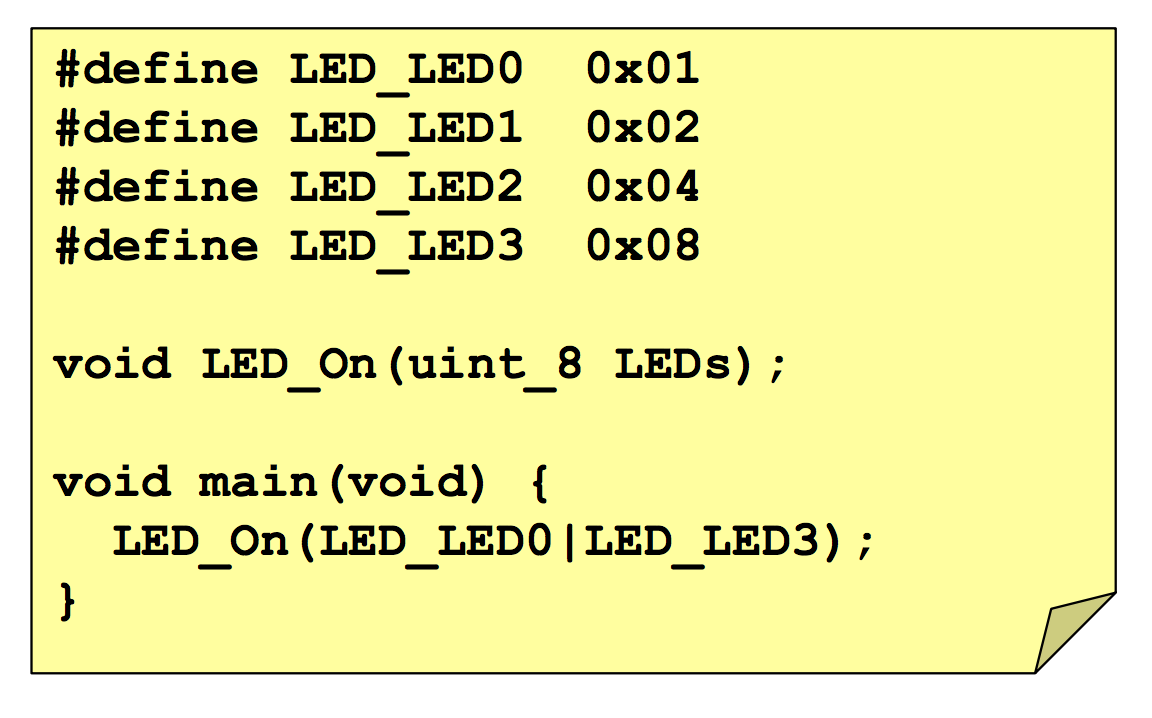 #define LED_LED0  0x01
#define LED_LED1  0x02
#define LED_LED2  0x04
#define LED_LED3  0x08
void LED_On(uint_8 LEDs);
void main(void) {
  LED_On(LED_LED0|LED_LED3);
}